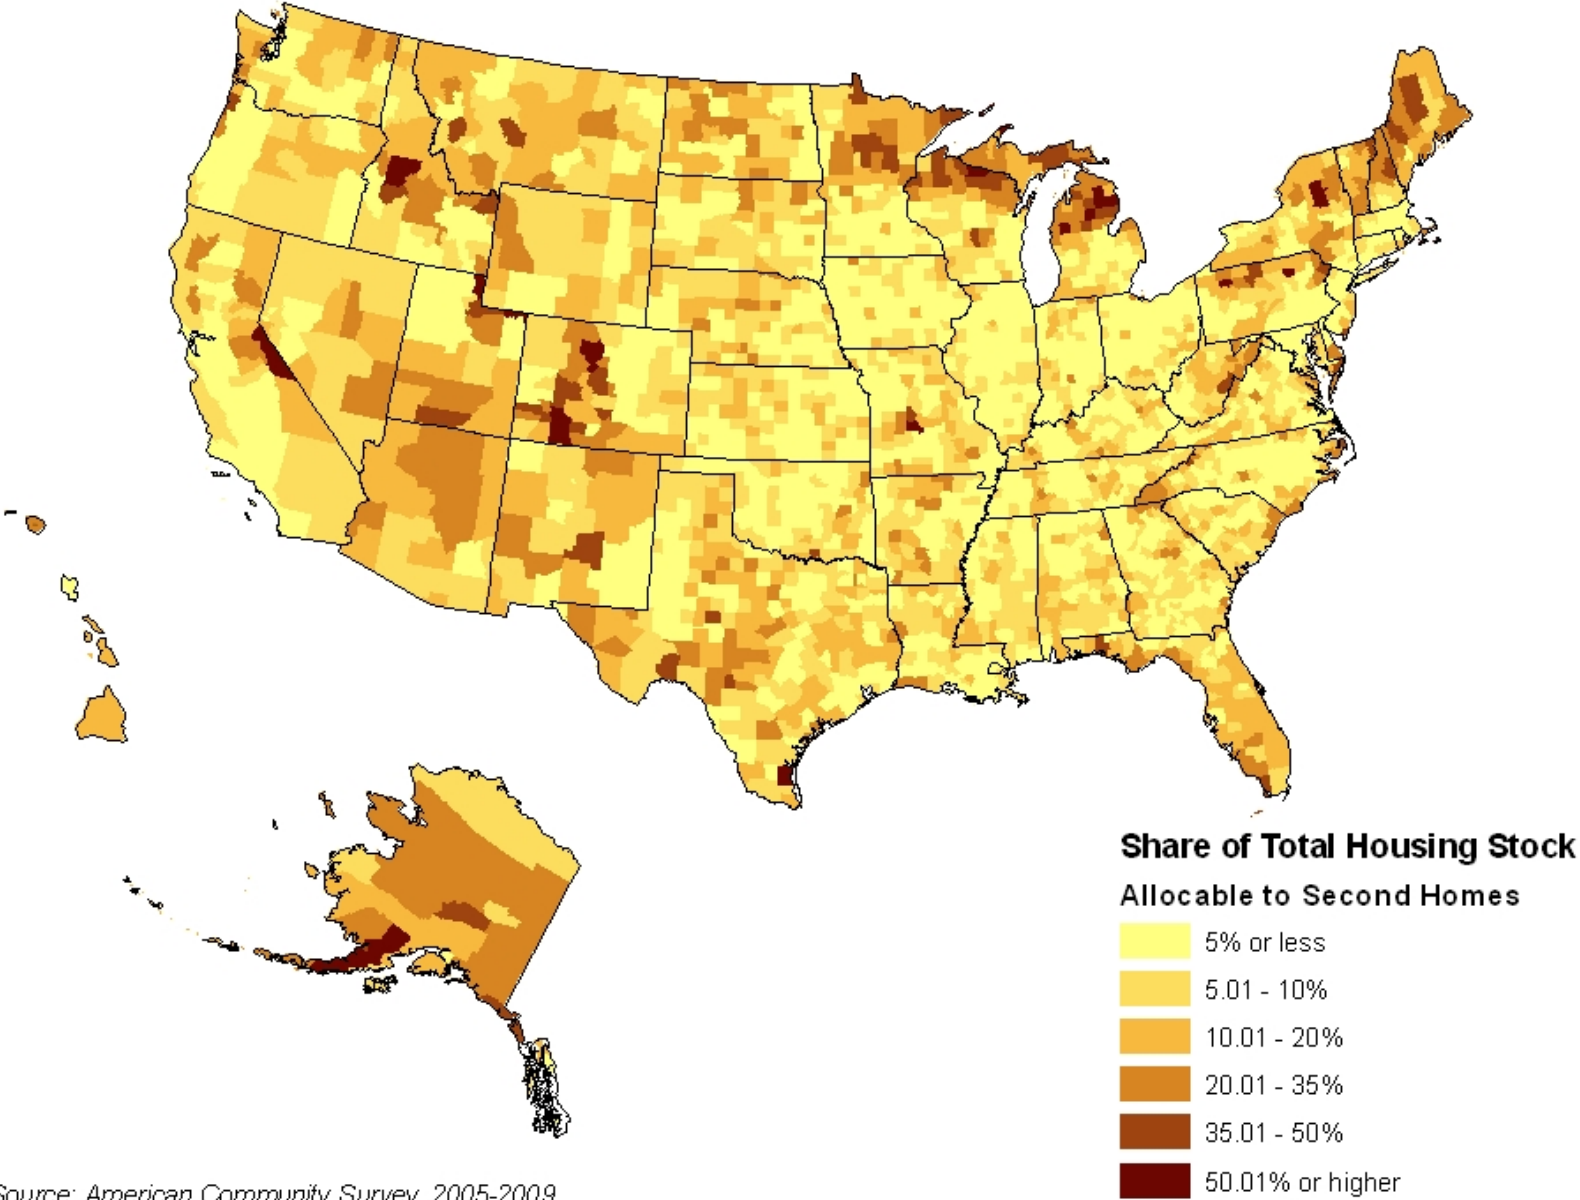 Share of Total Housing Stock
Allocable to Second Homes
5% or less
5.01 - 10%
10.01 - 20%
20.01 - 35%
35.01 - 50%
50.01% or higher
Source: American Community Survey, 2005-2009